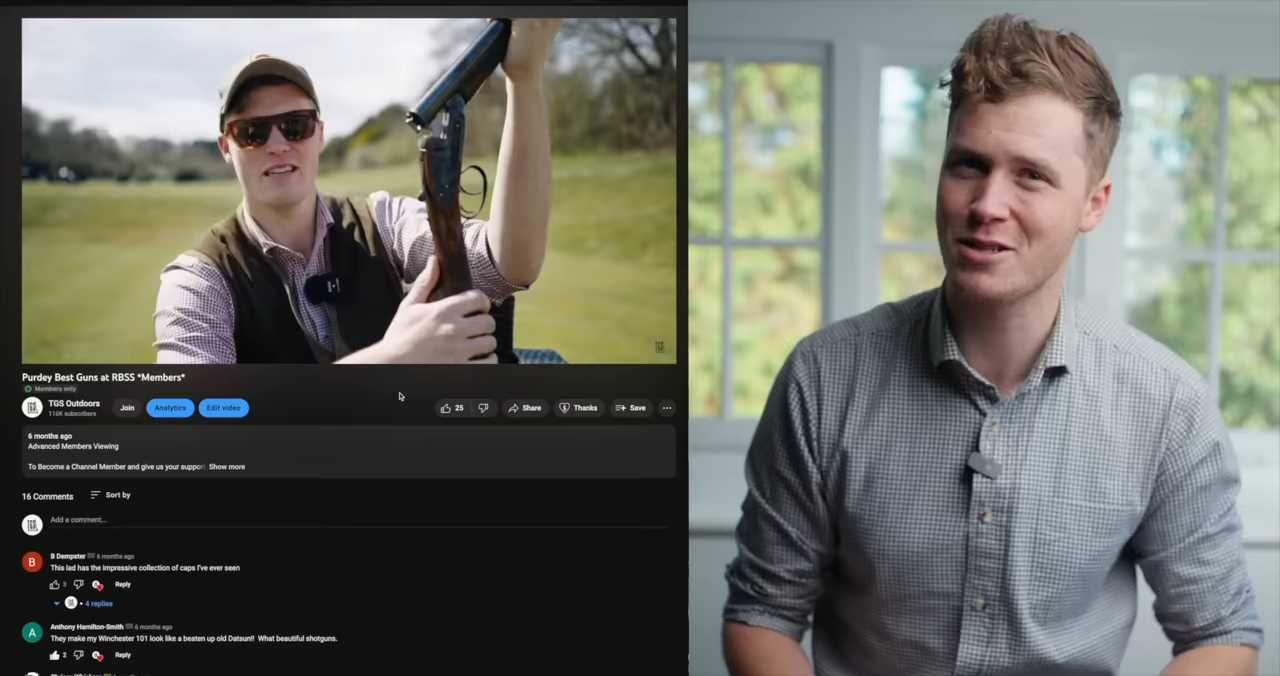 Purdey Best Guns at RBSS *Members*
Members only
TGS Outdoors
116K subscribers
Join
Analytics
Edit video
25
Share
Thanks
Save
6 months ago
Advanced Members Viewing
To Become a Channel Member and give us your suppor
Show more
16 Comments
Sort by
Add a comment...
B
B Dempster
6 months ago
This lad has the impressive collection of caps I've ever seen
3
Reply
4 replies
A
Anthony Hamilton-Smith
6 months ago
They make my Winchester 101 look like a beaten up old Datsun!! What beautiful shotguns.
2
Reply